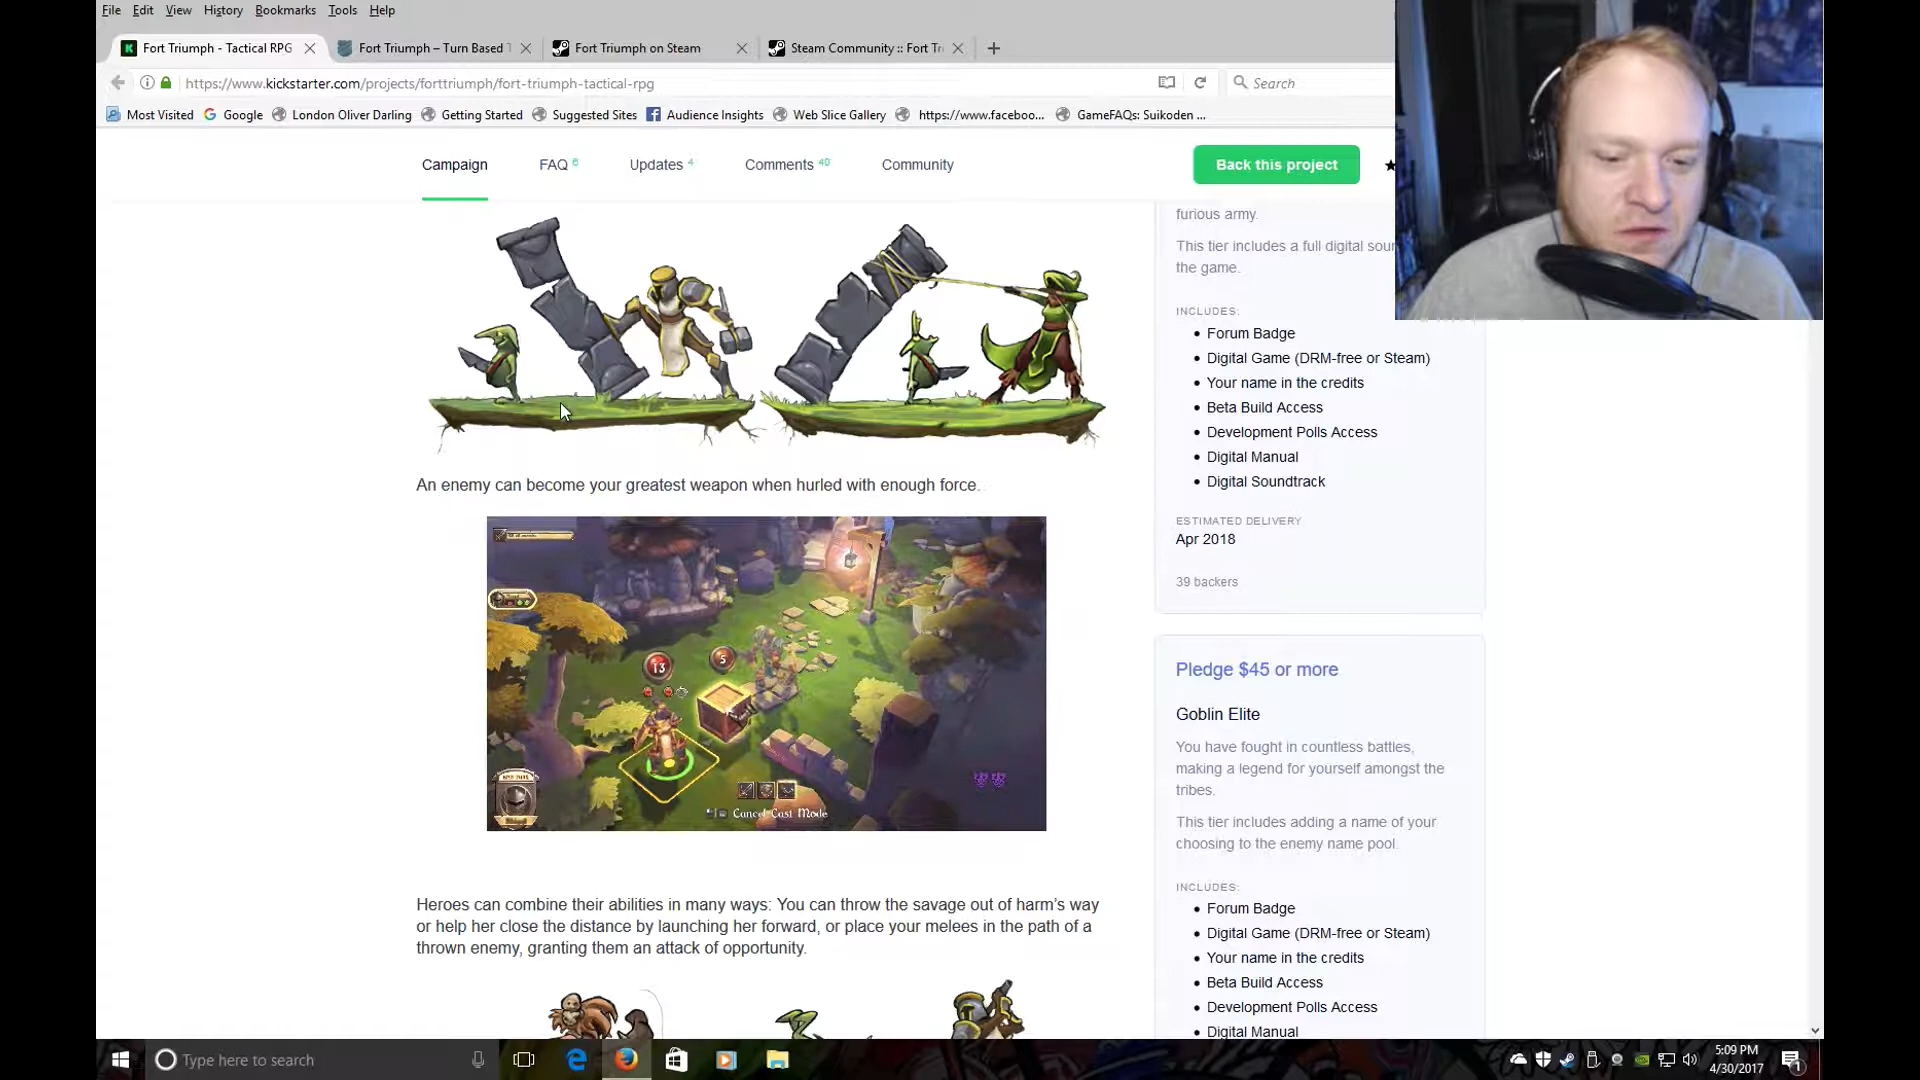 File Edit View History Bookmarks Tools Help
Fort Triumph - Tactical RPG
Fort Triumph – Turn Based T
Fort Triumph on Steam
Steam Community :: Fort Tr
https://www.kickstarter.com/projects/forttriumph/fort-triumph-tactical-rpg
Search
Most Visited
Google
London Oliver Darling
Getting Started
Suggested Sites
Audience Insights
Web Slice Gallery
https://www.faceboo...
GameFAQs: Suikoden ...
Campaign
FAQ 6
Updates 4
Comments 40
Community
Back this project
furious army.
This tier includes a full digital soun
the game.
INCLUDES:
Forum Badge
Digital Game (DRM-free or Steam)
Your name in the credits
Beta Build Access
Development Polls Access
Digital Manual
Digital Soundtrack
ESTIMATED DELIVERY
Apr 2018
39 backers
An enemy can become your greatest weapon when hurled with enough force.
13
5
Cancel Cast Mode
Heroes can combine their abilities in many ways: You can throw the savage out of harm's way
or help her close the distance by launching her forward, or place your melees in the path of a
thrown enemy, granting them an attack of opportunity.
Pledge $45 or more
Goblin Elite
You have fought in countless battles,
making a legend for yourself amongst the
tribes.
This tier includes adding a name of your
choosing to the enemy name pool.
INCLUDES:
Forum Badge
Digital Game (DRM-free or Steam)
Your name in the credits
Beta Build Access
Development Polls Access
Digital Manual
Type here to search
5:09 PM
4/30/2017
1